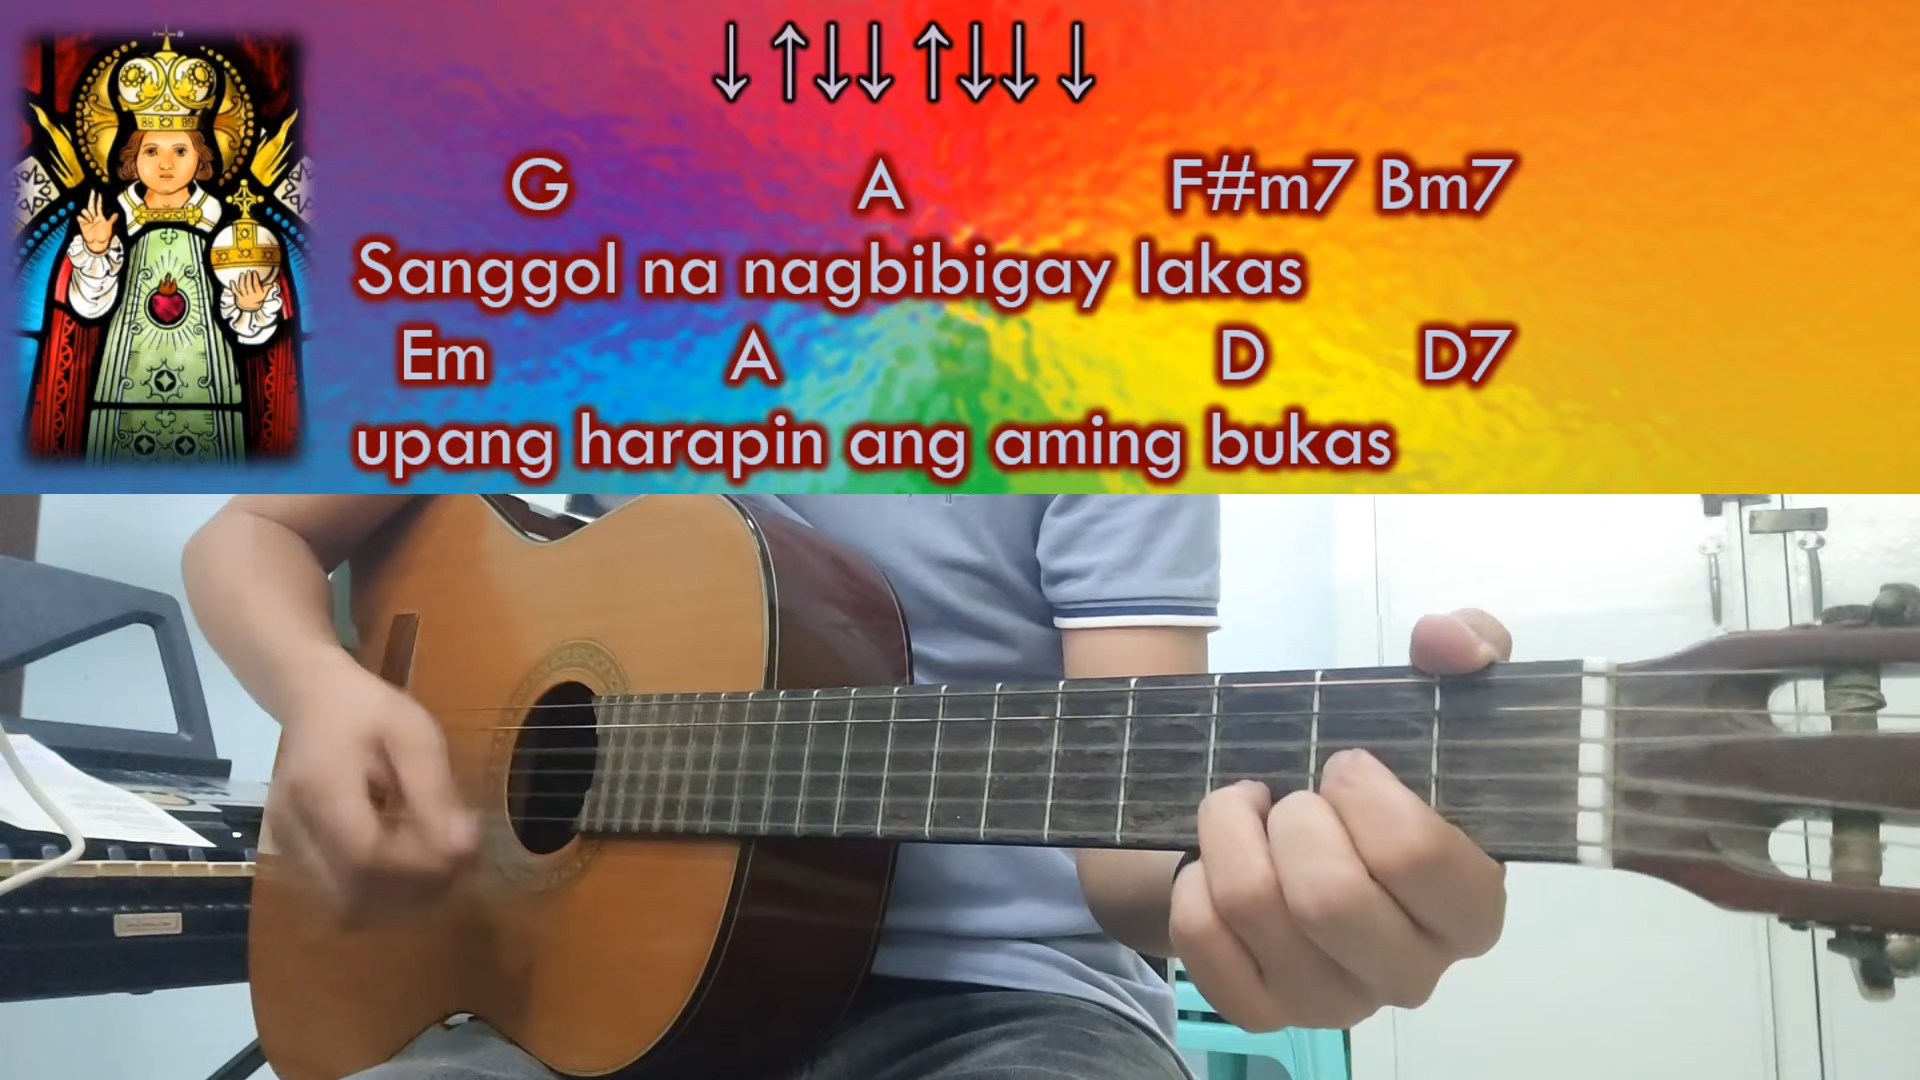 ↓ ↑↓↓ ↑↓↓ ↓
G A F#m7 Bm7
Sanggol na nagbibigay lakas
Em A D D7
upang harapin ang aming bukas